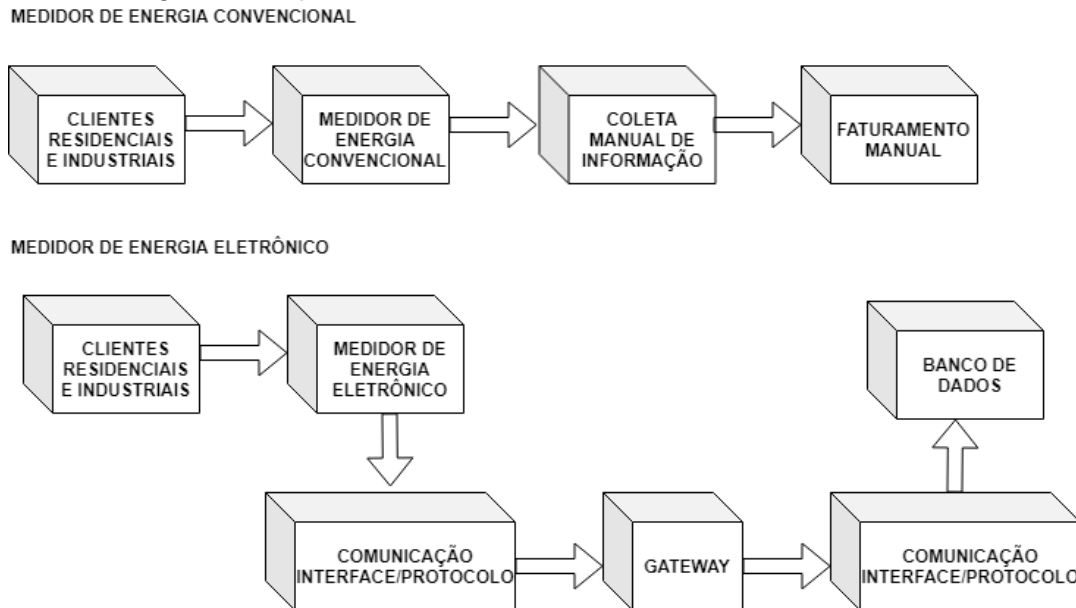 MEDIDOR DE ENERGIA CONVENCIONAL
CLIENTES
RESIDENCIAIS
E INDUSTRIAIS
MEDIDOR DE
ENERGIA
CONVENCIONAL
COLETA
MANUAL DE
INFORMAÇÃO
FATURAMENTO
MANUAL
MEDIDOR DE ENERGIA ELETRÔNICO
CLIENTES
RESIDENCIAIS
E INDUSTRIAIS
MEDIDOR DE
ENERGIA
ELETRÔNICO
BANCO DE
DADOS
COMUNICAÇÃO
INTERFACE/PROTOCOLO
GATEWAY
COMUNICAÇÃO
INTERFACE/PROTOCOLO